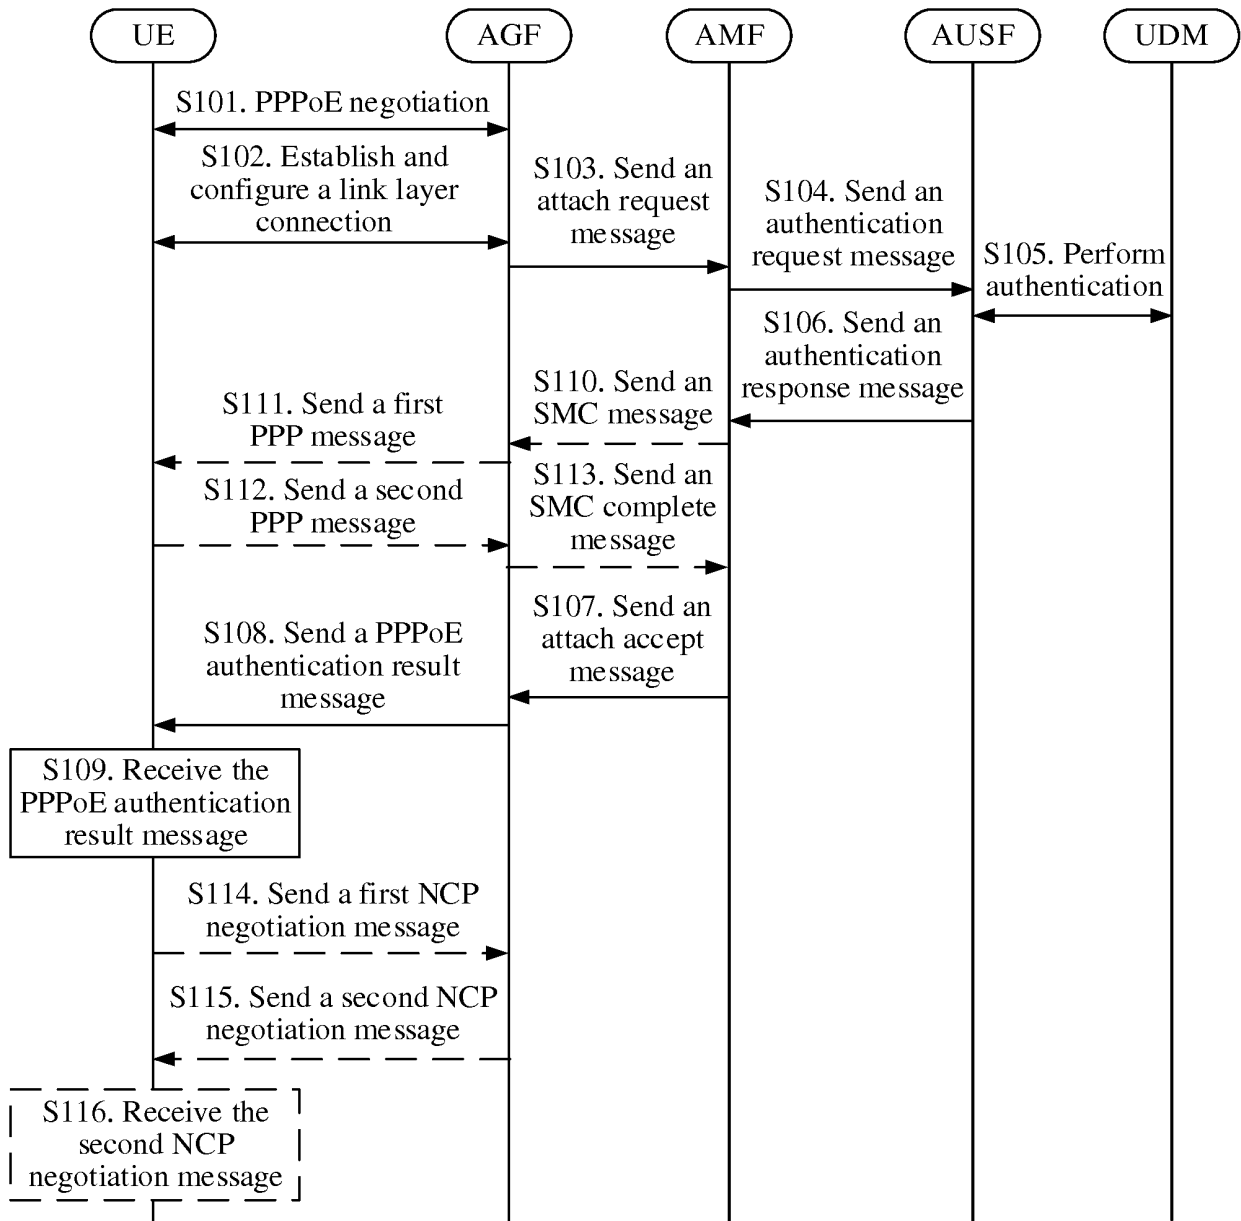 UE
AGF
AMF
AUSF
UDM
S101. PPPoE negotiation
S102. Establish and
configure a link layer
connection
S103. Send an
attach request
message
S104. Send an
authentication
request message
S105. Perform
authentication
S106. Send an
authentication
response message
S110. Send an
SMC message
S111. Send a first
PPP message
S112. Send a second
PPP message
S113. Send an
SMC complete
message
S107. Send an
attach accept
message
S108. Send a PPPoE
authentication result
message
S109. Receive the
PPPoE authentication
result message
S114. Send a first NCP
negotiation message
S115. Send a second NCP
negotiation message
S116. Receive the
second NCP
negotiation message